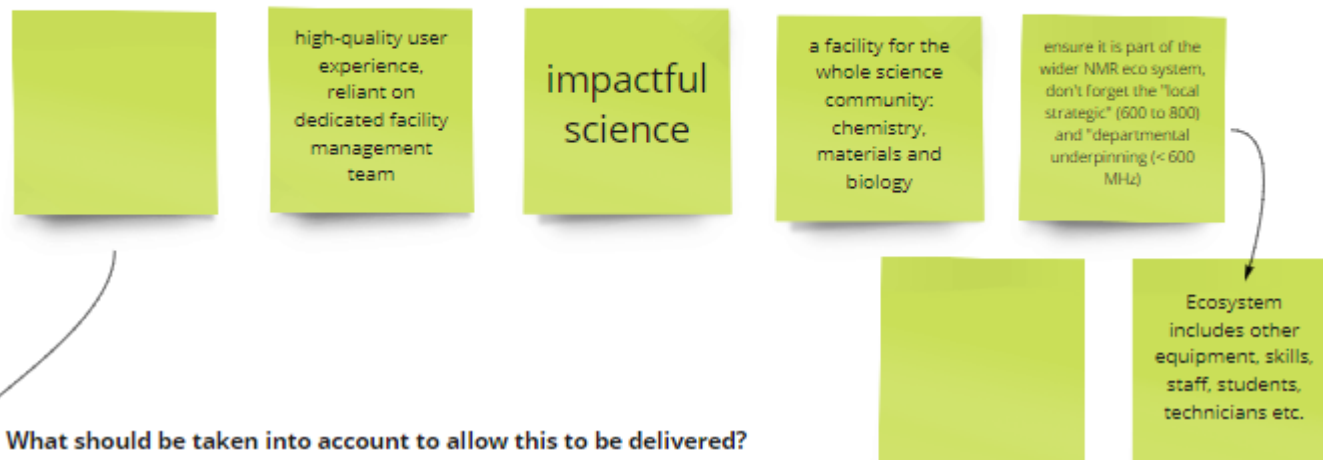 high-quality user
experience,
reliant on
dedicated facility
management
team
impactful
science
a facility for the
whole science
community:
chemistry,
materials and
biology
ensure it is part of the
wider NMR eco system,
don't forget the "local
strategic" (600 to 800)
and "departmental
underpinning (< 600
MHz)
Ecosystem
includes other
equipment, skills,
staff, students,
technicians etc.
What should be taken into account to allow this to be delivered?